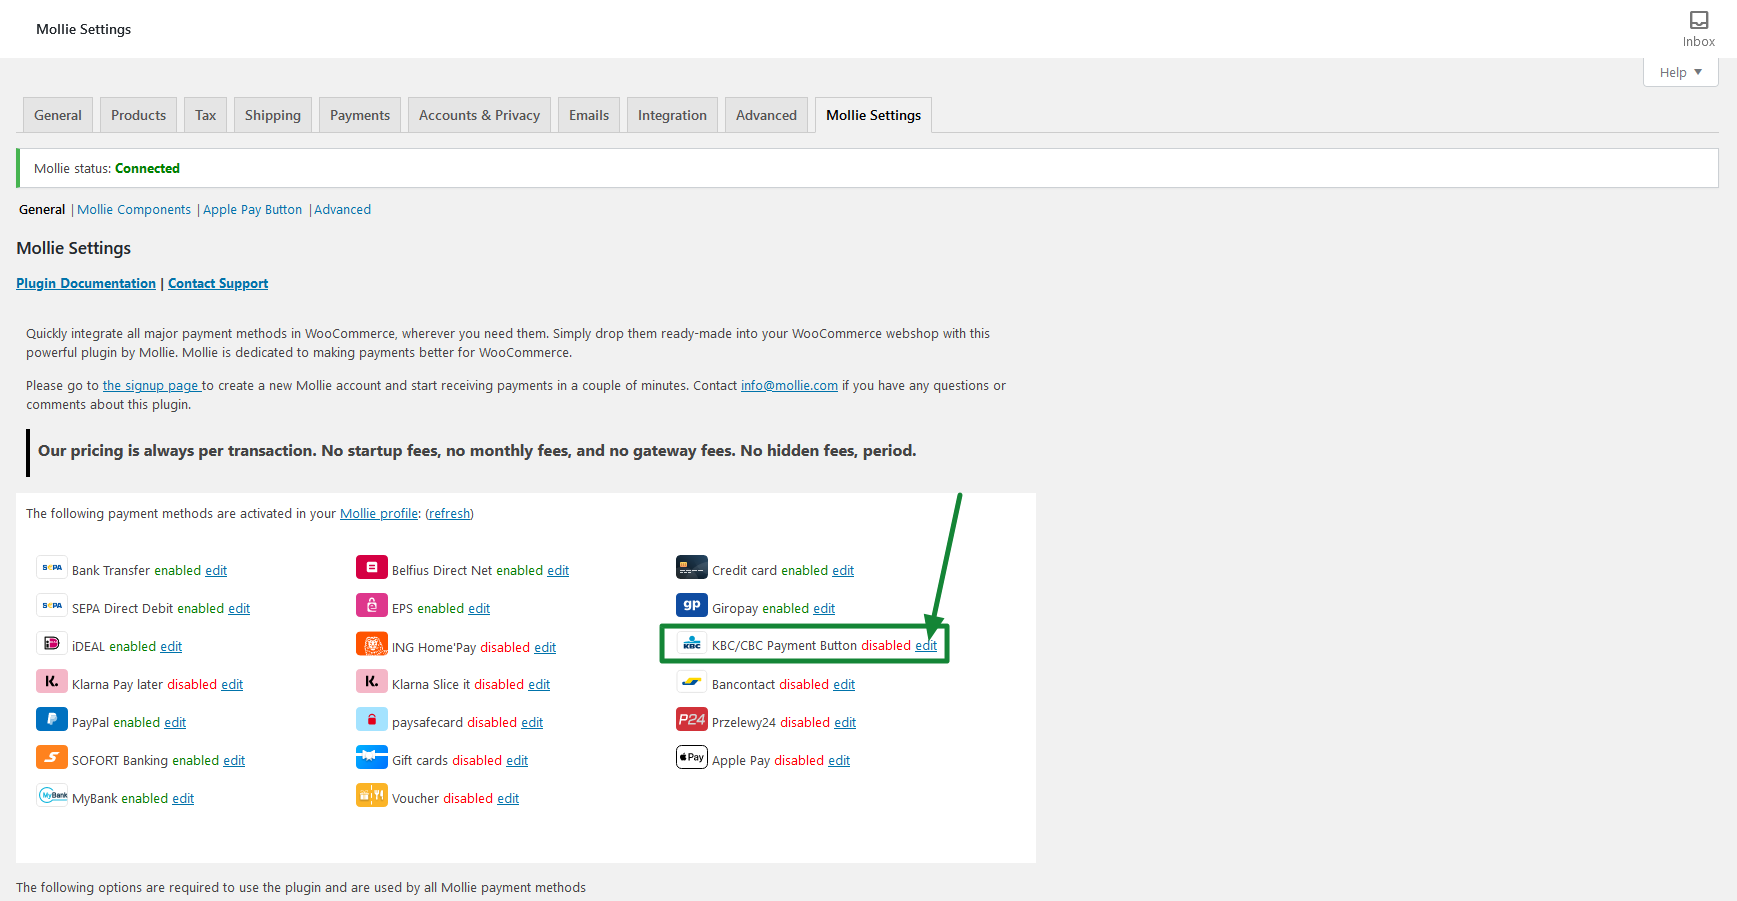 Mollie Settings
Inbox
Help
General Products Tax Shipping Payments Accounts & Privacy Emails Integration Advanced Mollie Settings
Mollie status: Connected
General | Mollie Components | Apple Pay Button | Advanced
Mollie Settings
Plugin Documentation | Contact Support
Quickly integrate all major payment methods in WooCommerce, wherever you need them. Simply drop them ready-made into your WooCommerce webshop with this
powerful plugin by Mollie. Mollie is dedicated to making payments better for WooCommerce.
Please go to the signup page to create a new Mollie account and start receiving payments in a couple of minutes. Contact info@mollie.com if you have any questions or
comments about this plugin.
Our pricing is always per transaction. No startup fees, no monthly fees, and no gateway fees. No hidden fees, period.
The following payment methods are activated in your Mollie profile: (refresh)
SEPA Bank Transfer enabled edit
Belfius Direct Net enabled edit
Credit card enabled edit
SEPA SEPA Direct Debit enabled edit
EPS enabled edit
gp Giropay enabled edit
iDEAL enabled edit
ING Home'Pay disabled edit
KBC KBC/CBC Payment Button disabled edit
K. Klarna Pay later disabled edit
K. Klarna Slice it disabled edit
Bancontact disabled edit
PayPal enabled edit
paysafecard disabled edit
P24 Przelewy24 disabled edit
SOFORT Banking enabled edit
Gift cards disabled edit
Pay Apple Pay disabled edit
MyBank MyBank enabled edit
Voucher disabled edit
The following options are required to use the plugin and are used by all Mollie payment methods